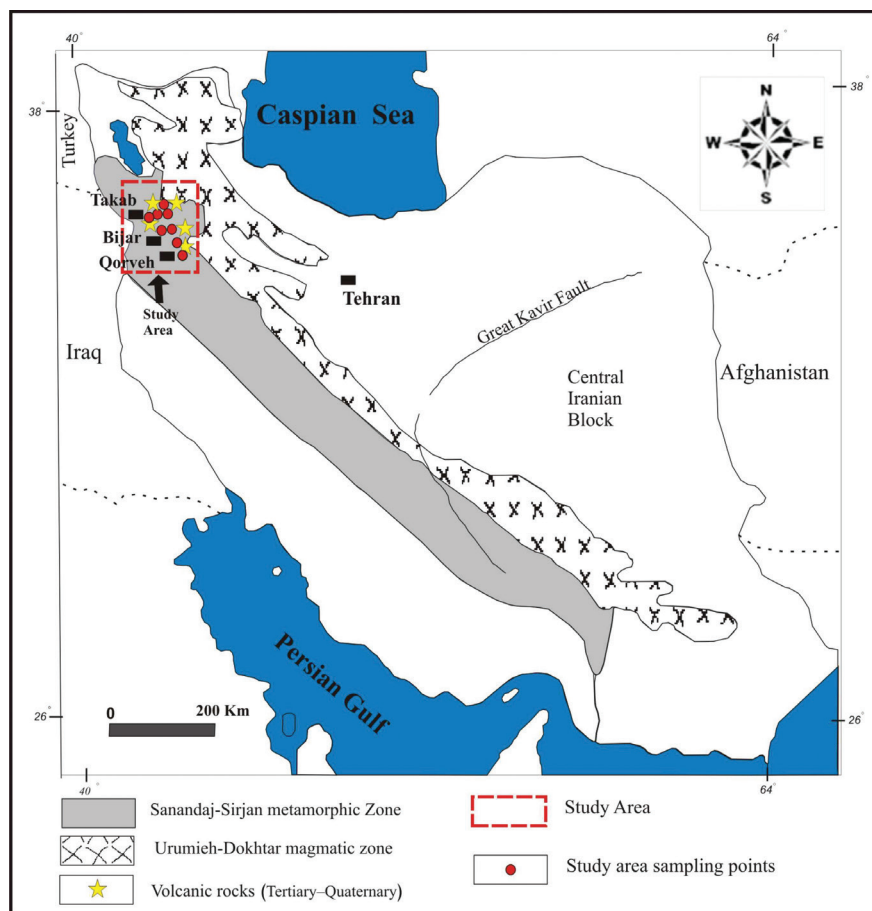 40°
64°
38°
38°
Turkey
Caspian Sea
N
W
E
S
Takab
Bijar
Qorveh
Tehran
Study
Area
Great Kavir Fault
Iraq
Central
Iranian
Block
Afghanistan
Persian Gulf
0
200 Km
26°
26°
40°
64°
Sanandaj-Sirjan metamorphic Zone
Study Area
Urumieh-Dokhtar magmatic zone
Study area sampling points
Volcanic rocks (Tertiary–Quaternary)